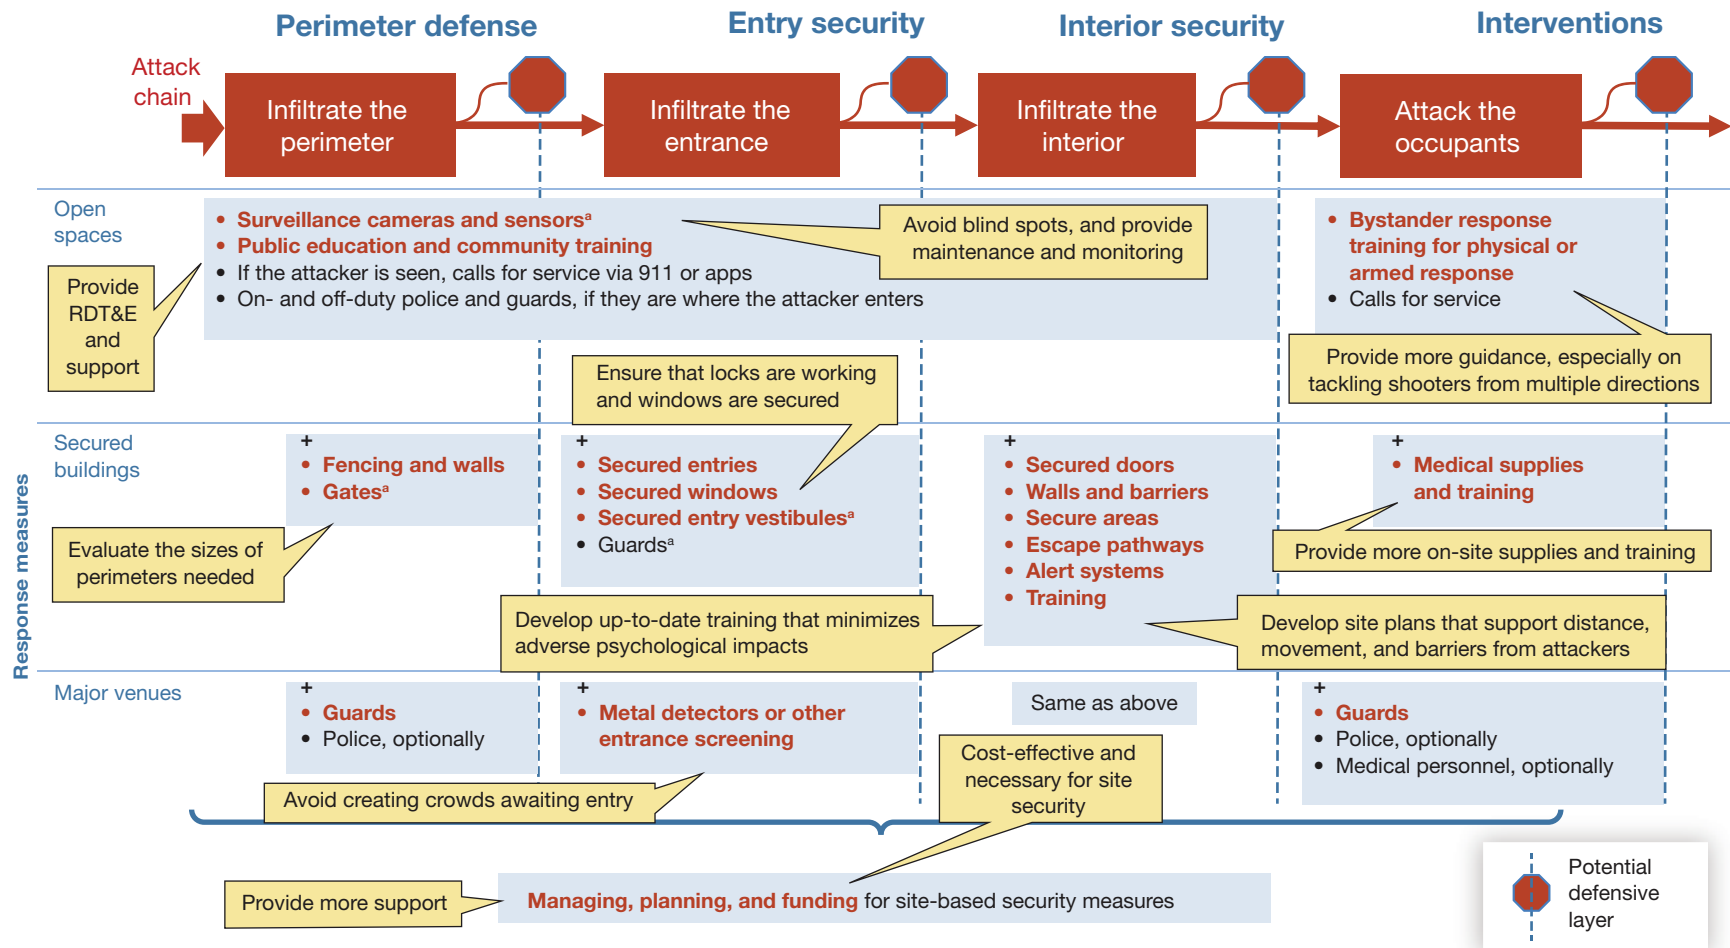 Perimeter defense
Entry security
Interior security
Interventions
Attack
chain
Infiltrate the
perimeter
Infiltrate the
entrance
Infiltrate the
interior
Attack the
occupants
Response measures
Open
spaces
• Surveillance cameras and sensorsᵃ
• Public education and community training
• If the attacker is seen, calls for service via 911 or apps
• On- and off-duty police and guards, if they are where the attacker enters
Avoid blind spots, and provide
maintenance and monitoring
• Bystander response
training for physical or
armed response
• Calls for service
Provide
RDT&E
and
support
Provide more guidance, especially on
tackling shooters from multiple directions
Ensure that locks are working
and windows are secured
Secured
buildings
+
• Fencing and walls
• Gatesᵃ
+
• Secured entries
• Secured windows
• Secured entry vestibulesᵃ
• Guardsᵃ
+
• Secured doors
• Walls and barriers
• Secure areas
• Escape pathways
• Alert systems
• Training
+
• Medical supplies
and training
Evaluate the sizes of
perimeters needed
Provide more on-site supplies and training
Develop up-to-date training that minimizes
adverse psychological impacts
Develop site plans that support distance,
movement, and barriers from attackers
Major venues
+
• Guards
• Police, optionally
+
• Metal detectors or other
entrance screening
Same as above
+
• Guards
• Police, optionally
• Medical personnel, optionally
Avoid creating crowds awaiting entry
Cost-effective and
necessary for site
security
Provide more support
Managing, planning, and funding for site-based security measures
Potential
defensive
layer